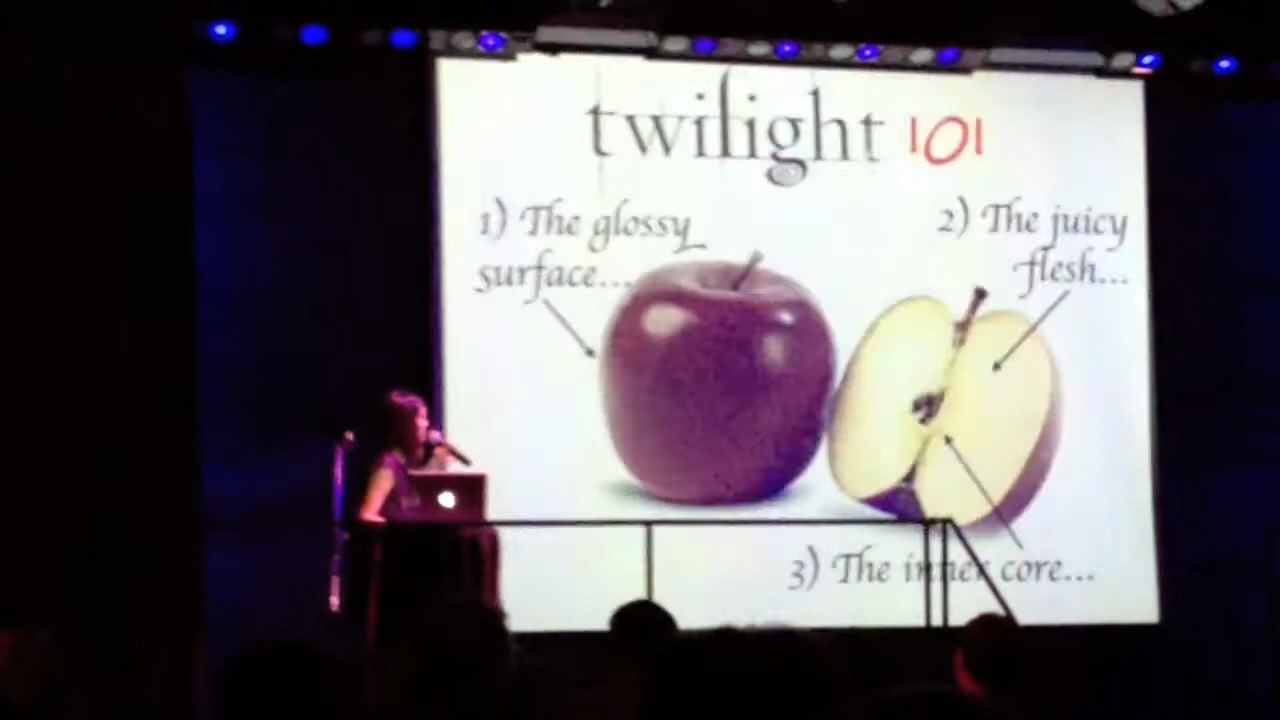 twilight 101
1) The glossy
surface...
2) The juicy
flesh...
3) The inner core...